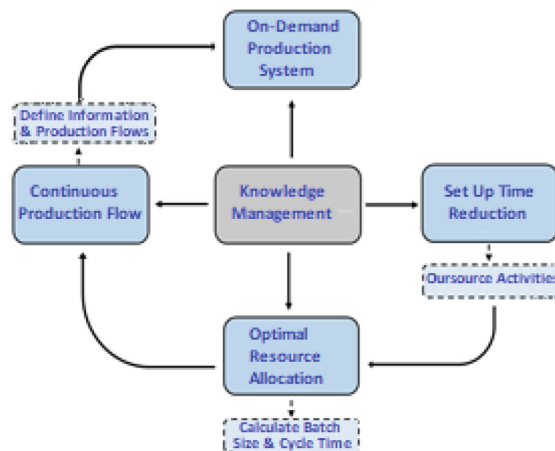 On-Demand
Production
System
Define Information
& Production Flows
Continuous
Production Flow
Knowledge
Management
Set Up Time
Reduction
Oursource Activities
Optimal
Resource
Allocation
Calculate Batch
Size & Cycle Time